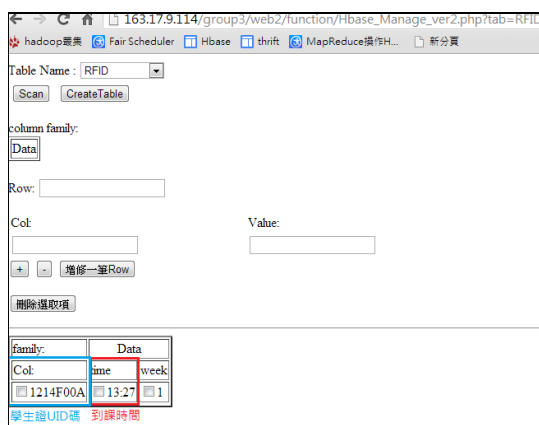 163.17.9.114/group3/web2/function/Hbase_Manage_ver2.php?tab=RFID
hadoop叢集 Fair Scheduler Hbase thrift MapReduce操作H... 新分頁
Table Name : RFID
Scan CreateTable
column family:
Data
Row:
Col: Value:
+ - 增修一筆Row
刪除選取項
family: Data
Col: time week
1214F00A 13:27 1
學生證UID碼 到課時間